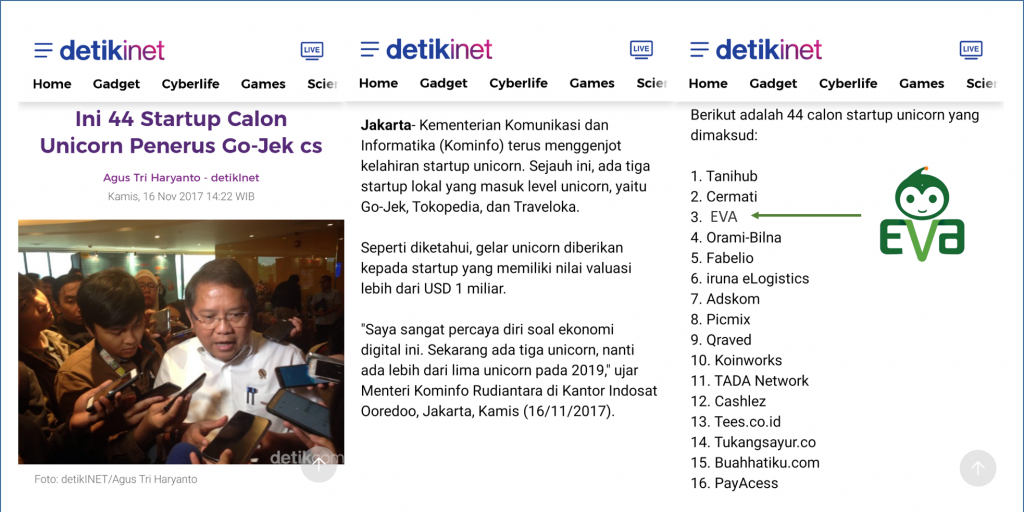 detikinet
LIVE
Home Gadget Cyberlife Games Scie
Ini 44 Startup Calon
Unicorn Penerus Go-Jek cs
Agus Tri Haryanto - detikInet
Kamis, 16 Nov 2017 14:22 WIB
detikcom
Foto: detikINET/Agus Tri Haryanto
detikinet
LIVE
Home Gadget Cyberlife Games Scie
Jakarta- Kementerian Komunikasi dan
Informatika (Kominfo) terus menggenjot
kelahiran startup unicorn. Sejauh ini, ada tiga
startup lokal yang masuk level unicorn, yaitu
Go-Jek, Tokopedia, dan Traveloka.
Seperti diketahui, gelar unicorn diberikan
kepada startup yang memiliki nilai valuasi
lebih dari USD 1 miliar.
"Saya sangat percaya diri soal ekonomi
digital ini. Sekarang ada tiga unicorn, nanti
ada lebih dari lima unicorn pada 2019," ujar
Menteri Kominfo Rudiantara di Kantor Indosat
Ooredoo, Jakarta, Kamis (16/11/2017).
detikinet
LIVE
Home Gadget Cyberlife Games Scie
Berikut adalah 44 calon startup unicorn yang
dimaksud:
1. Tanihub
2. Cermati
3. EVA
4. Orami-Bilna
5. Fabelio
6. iruna eLogistics
7. Adskom
8. Picmix
9. Qraved
10. Koinworks
11. TADA Network
12. Cashlez
13. Tees.co.id
14. Tukangsayur.co
15. Buahhatiku.com
16. PayAcess
eVa